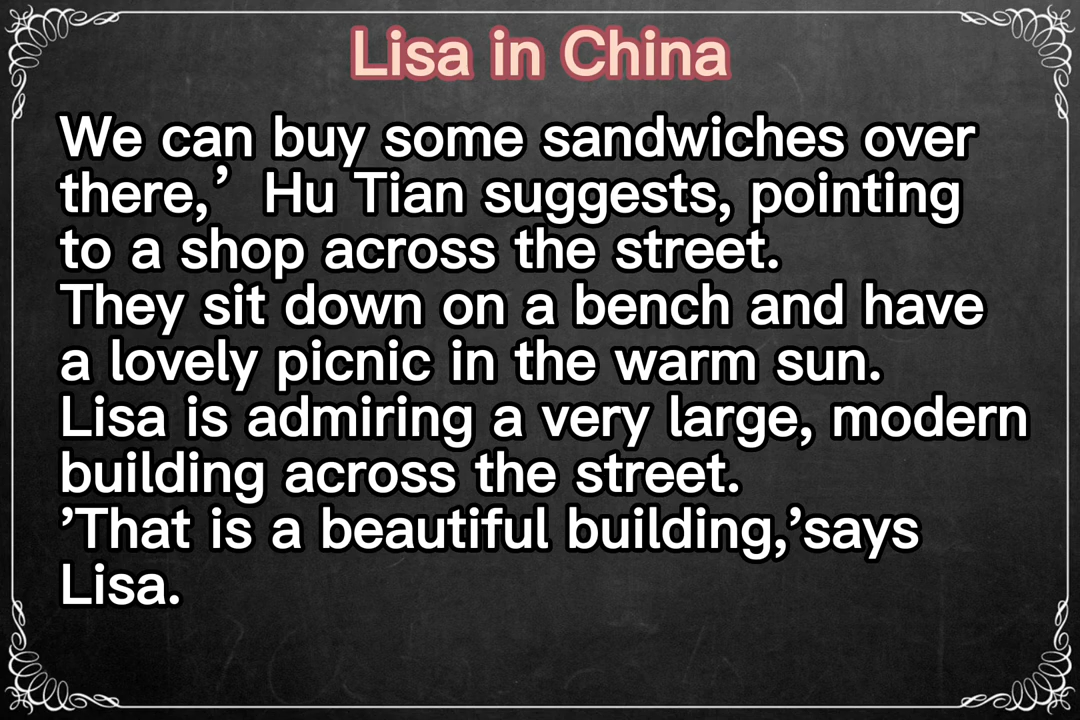 Lisa in China
We can buy some sandwiches over
there,’ Hu Tian suggests, pointing
to a shop across the street.
They sit down on a bench and have
a lovely picnic in the warm sun.
Lisa is admiring a very large, modern
building across the street.
’That is a beautiful building,’says
Lisa.